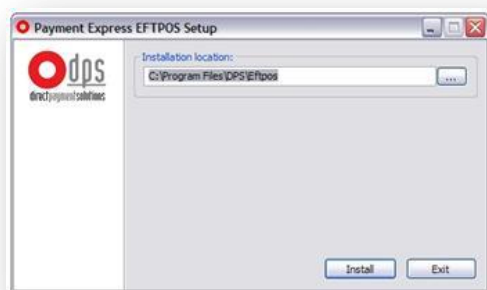 Payment Express EFTPOS Setup
dps
directpaymentsolutions
Installation location:
C:\Program Files\DPS\Eftpos
...
Install
Exit